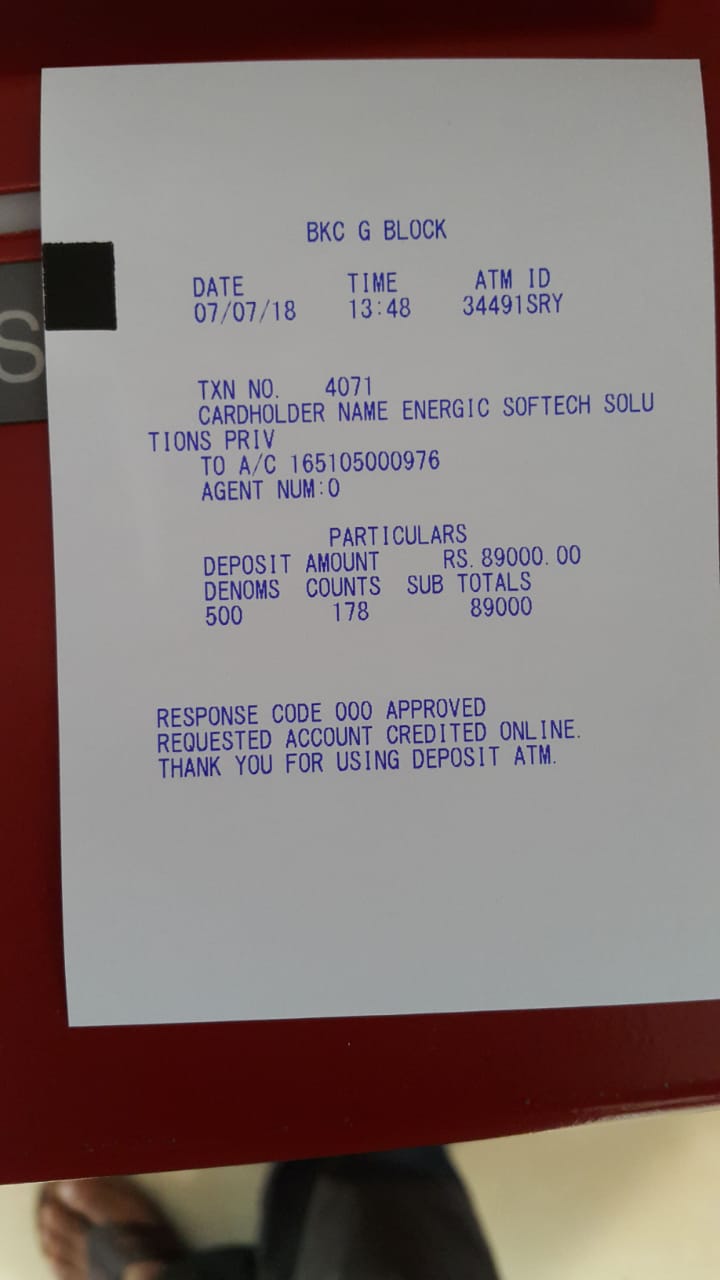 BKC G BLOCK
DATE TIME ATM ID
07/07/18 13:48 34491SRY
TXN NO. 4071
CARDHOLDER NAME ENERGIC SOFTECH SOLU
TIONS PRIV
TO A/C 165105000976
AGENT NUM:0
PARTICULARS
DEPOSIT AMOUNT RS.89000.00
DENOMS COUNTS SUB TOTALS
500 178 89000
RESPONSE CODE 000 APPROVED
REQUESTED ACCOUNT CREDITED ONLINE.
THANK YOU FOR USING DEPOSIT ATM.
S